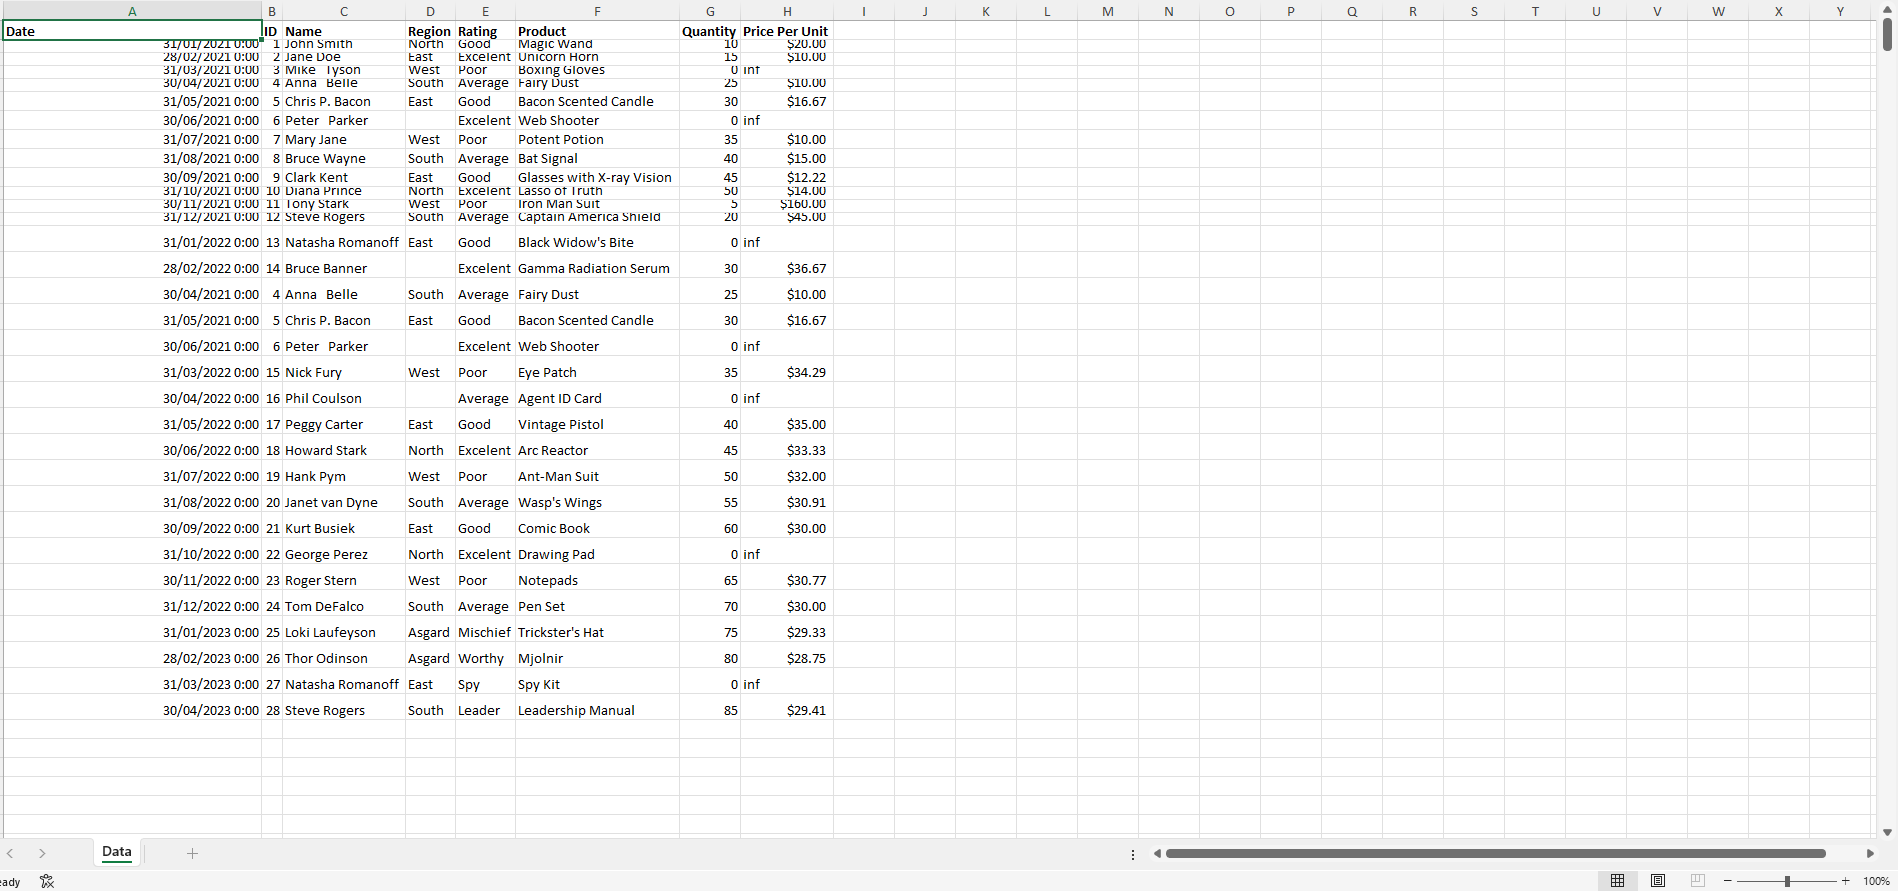 A B C D E F G H I J K L M N O P Q R S T U V W X Y
Date ID Name Region Rating Product Quantity Price Per Unit
31/01/2021 0:00 1 John Smith North Good Magic Wand 10 $20.00
28/02/2021 0:00 2 Jane Doe East Excelent Unicorn Horn 15 $10.00
31/03/2021 0:00 3 Mike   Tyson West Poor Boxing Gloves 0 inf
30/04/2021 0:00 4 Anna   Belle South Average Fairy Dust 25 $10.00
31/05/2021 0:00 5 Chris P. Bacon East Good Bacon Scented Candle 30 $16.67
30/06/2021 0:00 6 Peter   Parker Excelent Web Shooter 0 inf
31/07/2021 0:00 7 Mary Jane West Poor Potent Potion 35 $10.00
31/08/2021 0:00 8 Bruce Wayne South Average Bat Signal 40 $15.00
30/09/2021 0:00 9 Clark Kent East Good Glasses with X-ray Vision 45 $12.22
31/10/2021 0:00 10 Diana Prince North Excelent Lasso of Truth 50 $14.00
30/11/2021 0:00 11 Tony Stark West Poor Iron Man Suit 5 $160.00
31/12/2021 0:00 12 Steve Rogers South Average Captain America Shield 20 $45.00
31/01/2022 0:00 13 Natasha Romanoff East Good Black Widow's Bite 0 inf
28/02/2022 0:00 14 Bruce Banner Excelent Gamma Radiation Serum 30 $36.67
30/04/2021 0:00 4 Anna   Belle South Average Fairy Dust 25 $10.00
31/05/2021 0:00 5 Chris P. Bacon East Good Bacon Scented Candle 30 $16.67
30/06/2021 0:00 6 Peter   Parker Excelent Web Shooter 0 inf
31/03/2022 0:00 15 Nick Fury West Poor Eye Patch 35 $34.29
30/04/2022 0:00 16 Phil Coulson Average Agent ID Card 0 inf
31/05/2022 0:00 17 Peggy Carter East Good Vintage Pistol 40 $35.00
30/06/2022 0:00 18 Howard Stark North Excelent Arc Reactor 45 $33.33
31/07/2022 0:00 19 Hank Pym West Poor Ant-Man Suit 50 $32.00
31/08/2022 0:00 20 Janet van Dyne South Average Wasp's Wings 55 $30.91
30/09/2022 0:00 21 Kurt Busiek East Good Comic Book 60 $30.00
31/10/2022 0:00 22 George Perez North Excelent Drawing Pad 0 inf
30/11/2022 0:00 23 Roger Stern West Poor Notepads 65 $30.77
31/12/2022 0:00 24 Tom DeFalco South Average Pen Set 70 $30.00
31/01/2023 0:00 25 Loki Laufeyson Asgard Mischief Trickster's Hat 75 $29.33
28/02/2023 0:00 26 Thor Odinson Asgard Worthy Mjolnir 80 $28.75
31/03/2023 0:00 27 Natasha Romanoff East Spy Spy Kit 0 inf
30/04/2023 0:00 28 Steve Rogers South Leader Leadership Manual 85 $29.41
Data
eady 100%